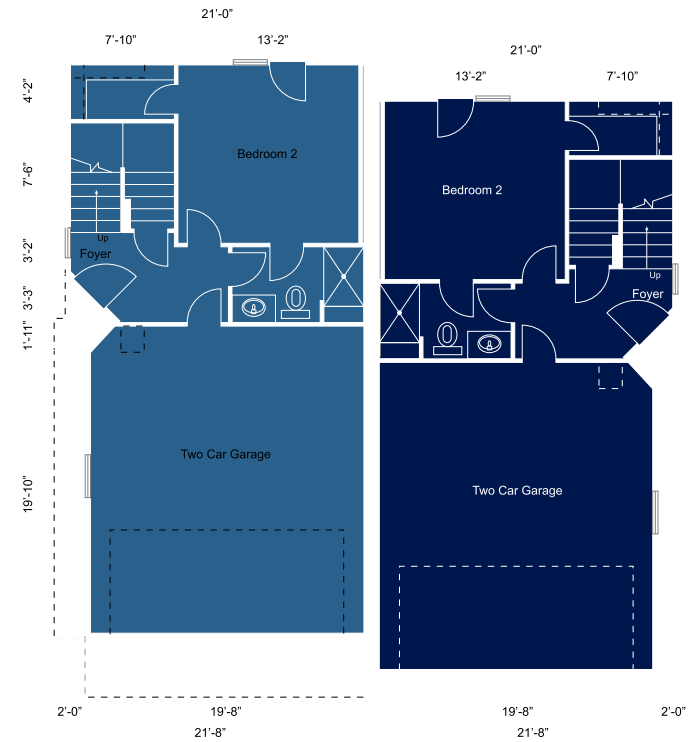 21’-0”
7’-10”
13’-2”
21’-0”
13’-2”
7’-10”
4’-2”
7’-6”
3’-2”
3’-3”
1’-11”
19’-10”
Bedroom 2
Up
Foyer
Two Car Garage
Bedroom 2
Up
Foyer
Two Car Garage
2’-0”
19’-8”
19’-8”
2’-0”
21’-8”
21’-8”